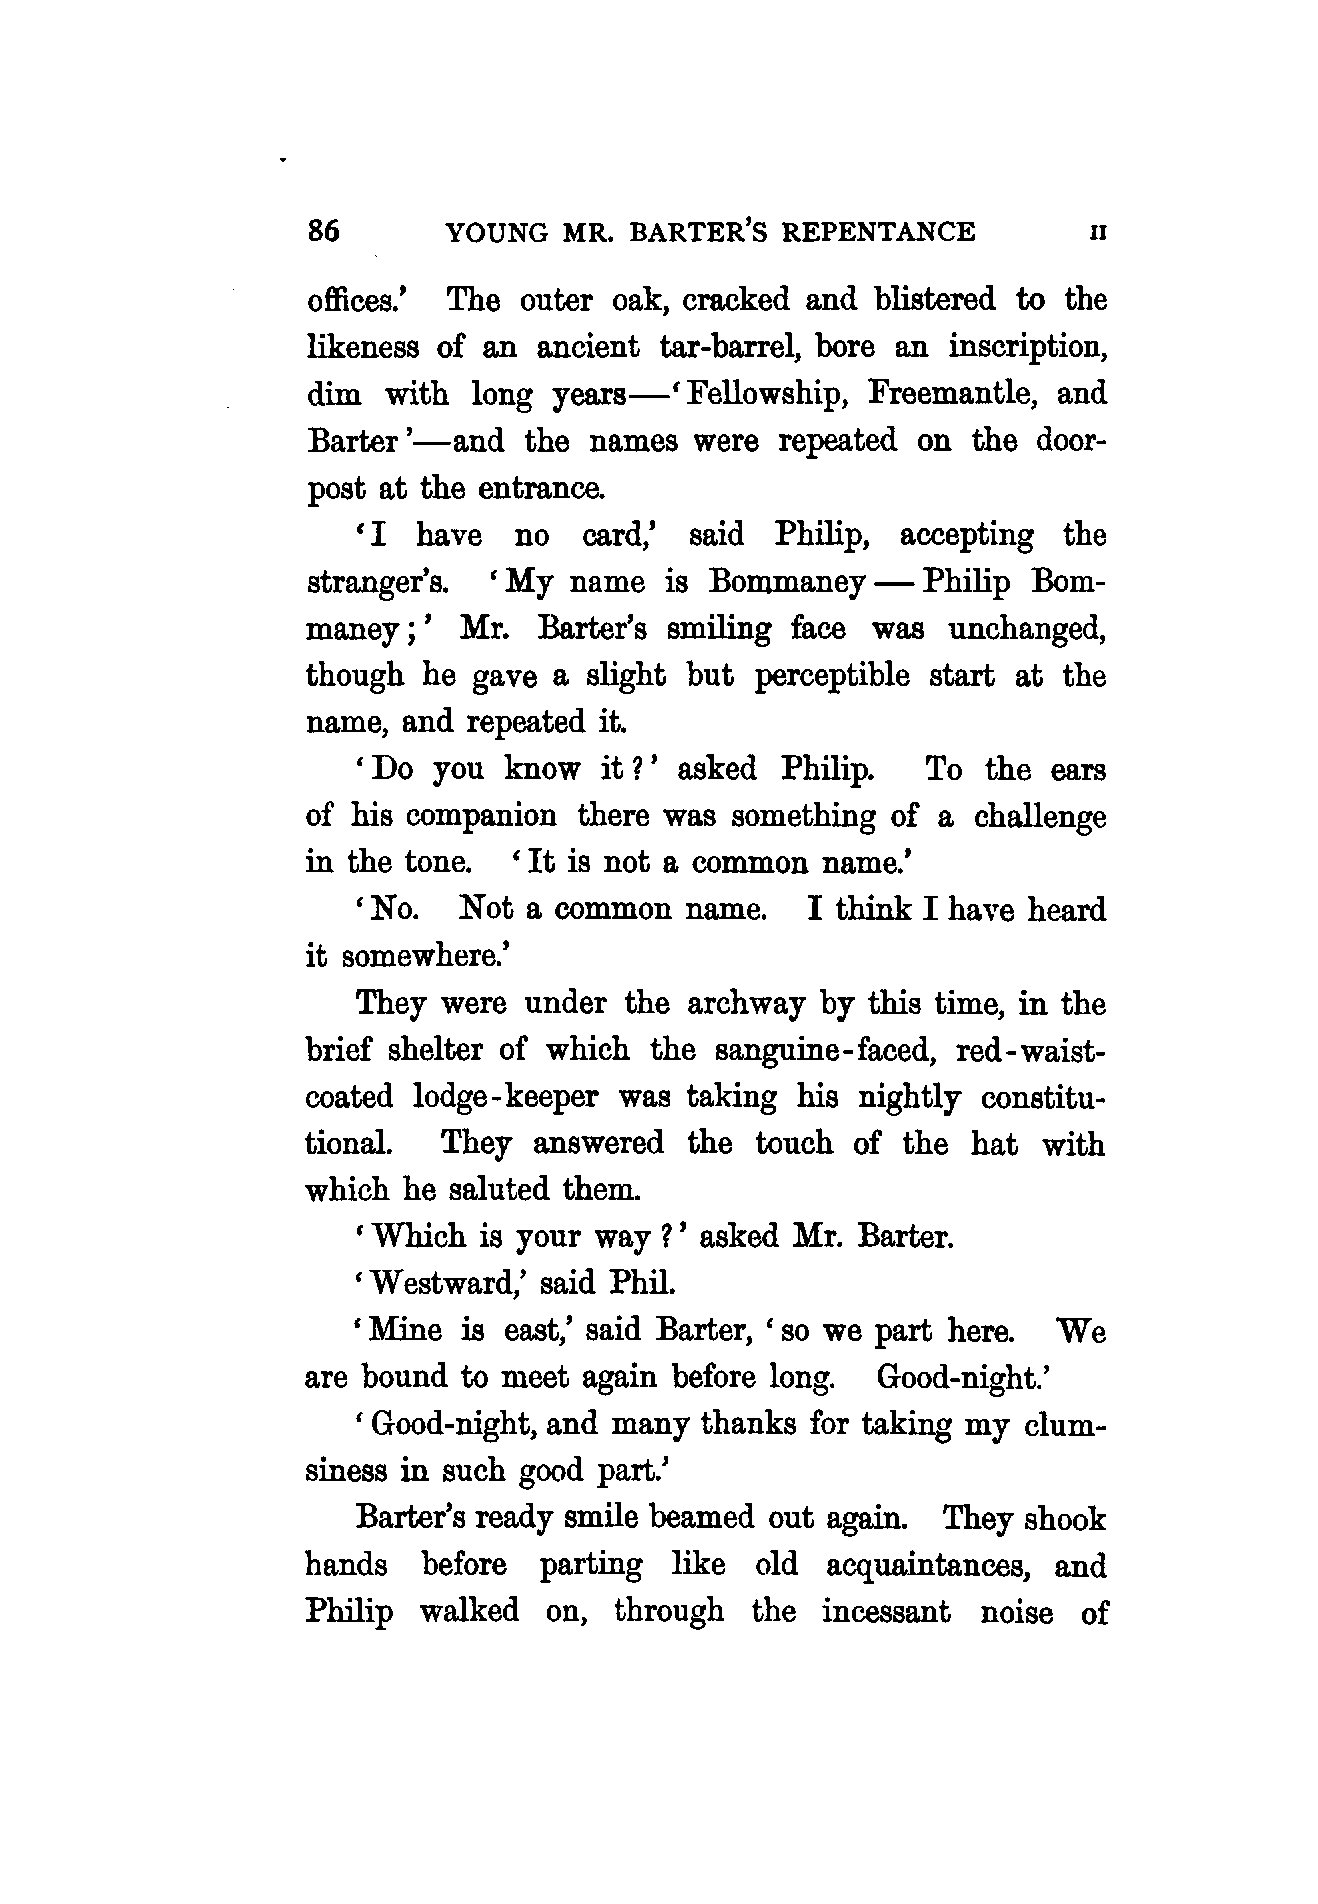 86 YOUNG MR. BARTER'S REPENTANCE II
offices.' The outer oak, cracked and blistered to the
likeness of an ancient tar-barrel, bore an inscription,
dim with long years—‘Fellowship, Freemantle, and
Barter’—and the names were repeated on the door-
post at the entrance.
‘I have no card,’ said Philip, accepting the
stranger's. ‘My name is Bommaney — Philip Bom-
maney;’ Mr. Barter's smiling face was unchanged,
though he gave a slight but perceptible start at the
name, and repeated it.
‘Do you know it?’ asked Philip. To the ears
of his companion there was something of a challenge
in the tone. ‘It is not a common name.’
‘No. Not a common name. I think I have heard
it somewhere.’
They were under the archway by this time, in the
brief shelter of which the sanguine-faced, red-waist-
coated lodge-keeper was taking his nightly constitu-
tional. They answered the touch of the hat with
which he saluted them.
‘Which is your way?’ asked Mr. Barter.
‘Westward,’ said Phil.
‘Mine is east,’ said Barter, ‘so we part here. We
are bound to meet again before long. Good-night.’
‘Good-night, and many thanks for taking my clum-
siness in such good part.’
Barter's ready smile beamed out again. They shook
hands before parting like old acquaintances, and
Philip walked on, through the incessant noise of